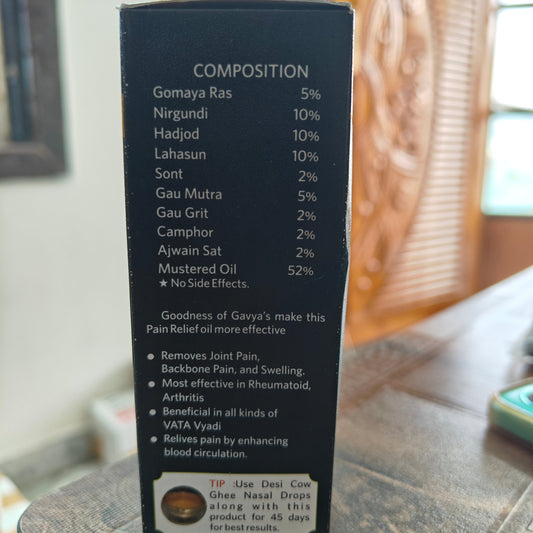 COMPOSITION
Gomaya Ras 5%
Nirgundi 10%
Hadjod 10%
Lahasun 10%
Sont 2%
Gau Mutra 5%
Gau Grit 2%
Camphor 2%
Ajwain Sat 2%
Mustered Oil 52%
★ No Side Effects.
Goodness of Gavya's make this
Pain Relief oil more effective
● Removes Joint Pain,
Backbone Pain, and Swelling.
● Most effective in Rheumatoid,
Arthritis
● Beneficial in all kinds of
VATA Vyadi
● Relives pain by enhancing
blood circulation.
TIP :Use Desi Cow
Ghee Nasal Drops
along with this
product for 45 days
for best results.